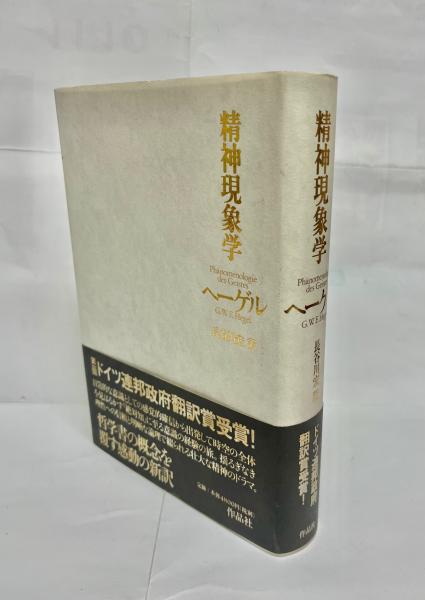 精神現象学
Phänomenologie
des Geistes
ヘーゲル
G.W.F. Hegel
長谷川宏 訳
ドイツ連邦政府翻訳賞受賞!
哲学書の概念を
覆す感動の新訳
作品社
精神現象学
Phänomenologie
des Geistes
ヘーゲ
G.W.F. Hegel
長谷川宏
ドイツ連邦政府
翻訳賞受賞!
作品社